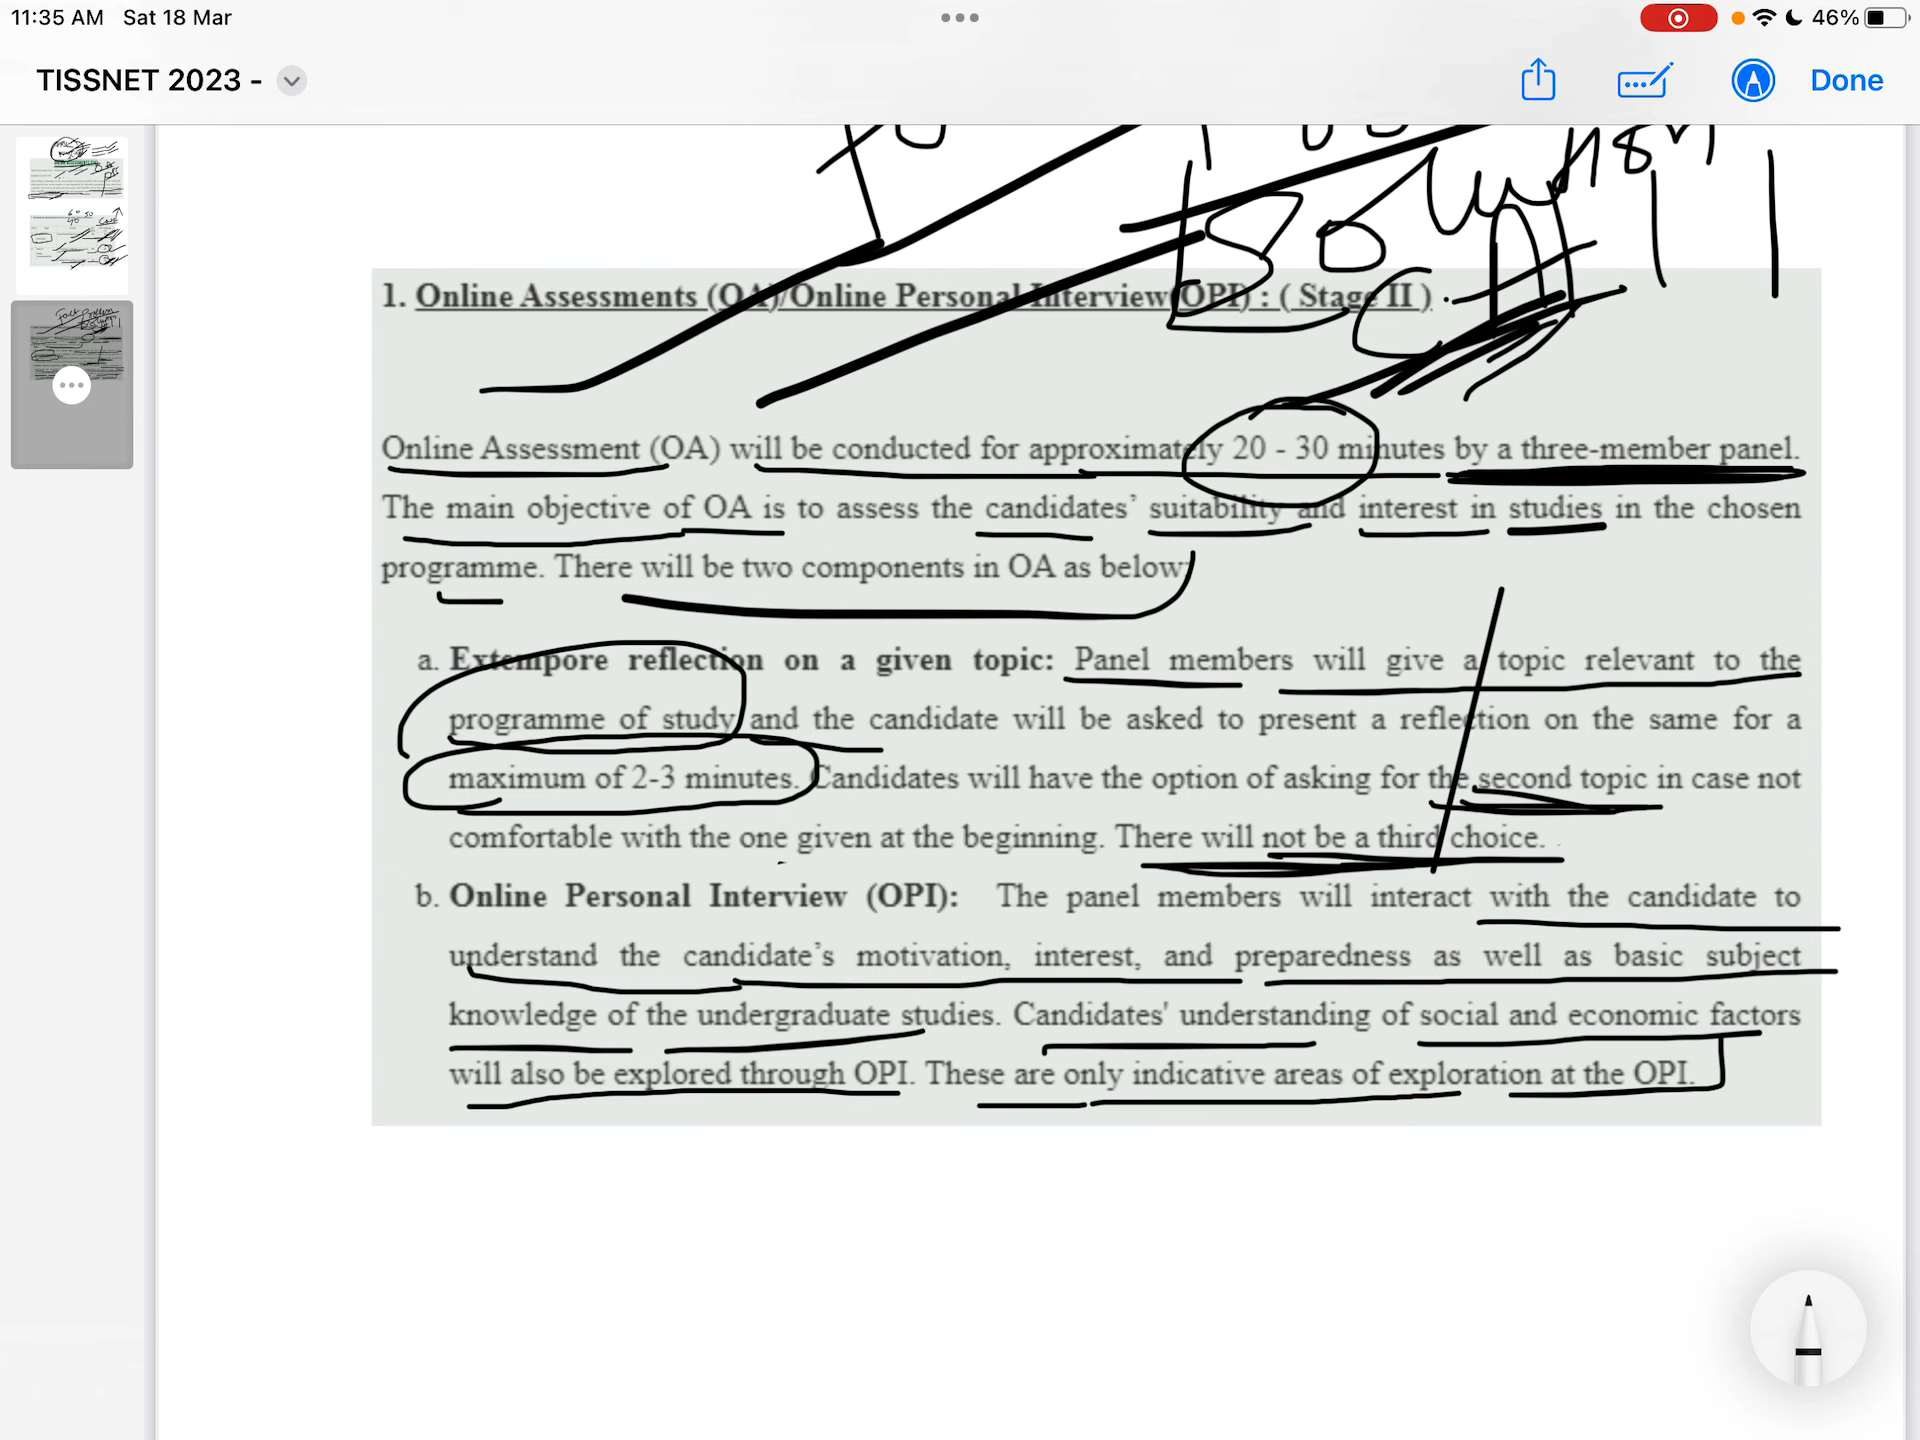 11:35 AM Sat 18 Mar
46%
TISSNET 2023 -
Done
1. Online Assessments (OA)/Online Personal Interview(OPI) : ( Stage II )
Online Assessment (OA) will be conducted for approximately 20 - 30 minutes by a three-member panel.
The main objective of OA is to assess the candidates’ suitability and interest in studies in the chosen
programme. There will be two components in OA as below:
a. Extempore reflection on a given topic: Panel members will give a topic relevant to the
programme of study and the candidate will be asked to present a reflection on the same for a
maximum of 2-3 minutes. Candidates will have the option of asking for the second topic in case not
comfortable with the one given at the beginning. There will not be a third choice.
b. Online Personal Interview (OPI): The panel members will interact with the candidate to
understand the candidate’s motivation, interest, and preparedness as well as basic subject
knowledge of the undergraduate studies. Candidates' understanding of social and economic factors
will also be explored through OPI. These are only indicative areas of exploration at the OPI.